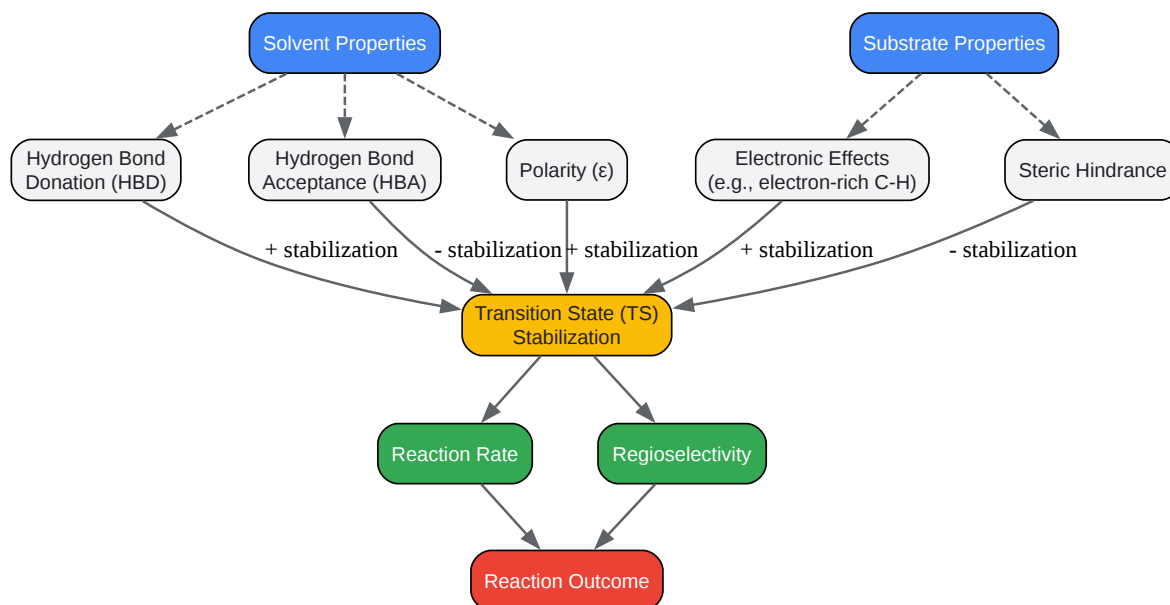 Solvent Properties
Substrate Properties
Hydrogen Bond
Donation (HBD)
Hydrogen Bond
Acceptance (HBA)
Polarity (ε)
Electronic Effects
(e.g., electron-rich C-H)
Steric Hindrance
+ stabilization
- stabilization
+ stabilization
+ stabilization
- stabilization
Transition State (TS)
Stabilization
Reaction Rate
Regioselectivity
Reaction Outcome